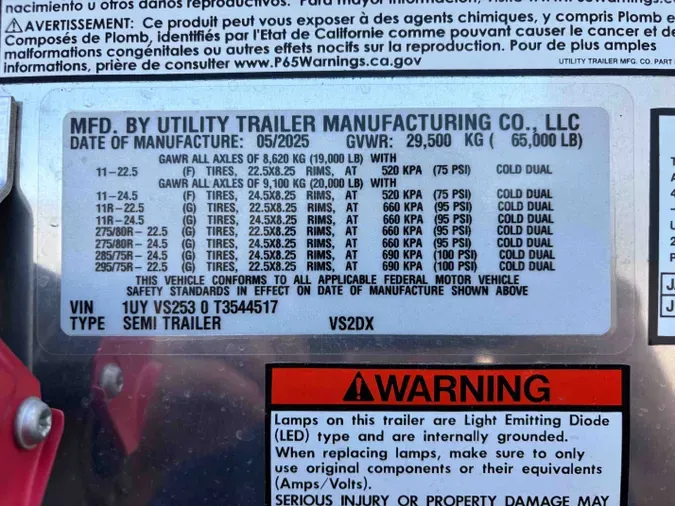 nacimiento u otros daños reproductivos. Para mayor información,
AVERTISSEMENT: Ce produit peut vous exposer à des agents chimiques, y compris Plomb e
Composés de Plomb, identifiés par l'Etat de Californie comme pouvant causer le cancer et de
malformations congénitales ou autres effets nocifs sur la reproduction. Pour de plus amples
informations, prière de consulter www.P65Warnings.ca.gov
UTILITY TRAILER MFG. CO. PART
MFD. BY UTILITY TRAILER MANUFACTURING CO., LLC
DATE OF MANUFACTURE: 05/2025 GVWR: 29,500 KG ( 65,000 LB)
GAWR ALL AXLES OF 8,620 KG (19,000 LB) WITH
11-22.5 (F) TIRES, 22.5X8.25 RIMS, AT 520 KPA (75 PSI) COLD DUAL
GAWR ALL AXLES OF 9,100 KG (20,000 LB) WITH
11-24.5 (F) TIRES, 24.5X8.25 RIMS, AT 520 KPA (75 PSI) COLD DUAL
11R-22.5 (G) TIRES, 22.5X8.25 RIMS, AT 660 KPA (95 PSI) COLD DUAL
11R-24.5 (G) TIRES, 24.5X8.25 RIMS, AT 660 KPA (95 PSI) COLD DUAL
275/80R- 22.5 (G) TIRES, 22.5X8.25 RIMS, AT 660 KPA (95 PSI) COLD DUAL
275/80R- 24.5 (G) TIRES, 24.5X8.25 RIMS, AT 660 KPA (95 PSI) COLD DUAL
285/75R- 24.5 (G) TIRES, 24.5X8.25 RIMS, AT 690 KPA (100 PSI) COLD DUAL
295/75R- 22.5 (G) TIRES, 22.5X8.25 RIMS, AT 690 KPA (100 PSI) COLD DUAL
THIS VEHICLE CONFORMS TO ALL APPLICABLE FEDERAL MOTOR VEHICLE
SAFETY STANDARDS IN EFFECT ON DATE OF MANUFACTURE SHOWN ABOVE
VIN 1UY VS253 0 T3544517
TYPE SEMI TRAILER VS2DX
WARNING
Lamps on this trailer are Light Emitting Diode
(LED) type and are internally grounded.
When replacing lamps, make sure to only
use original components or their equivalents
(Amps/Volts).
SERIOUS INJURY OR PROPERTY DAMAGE MAY